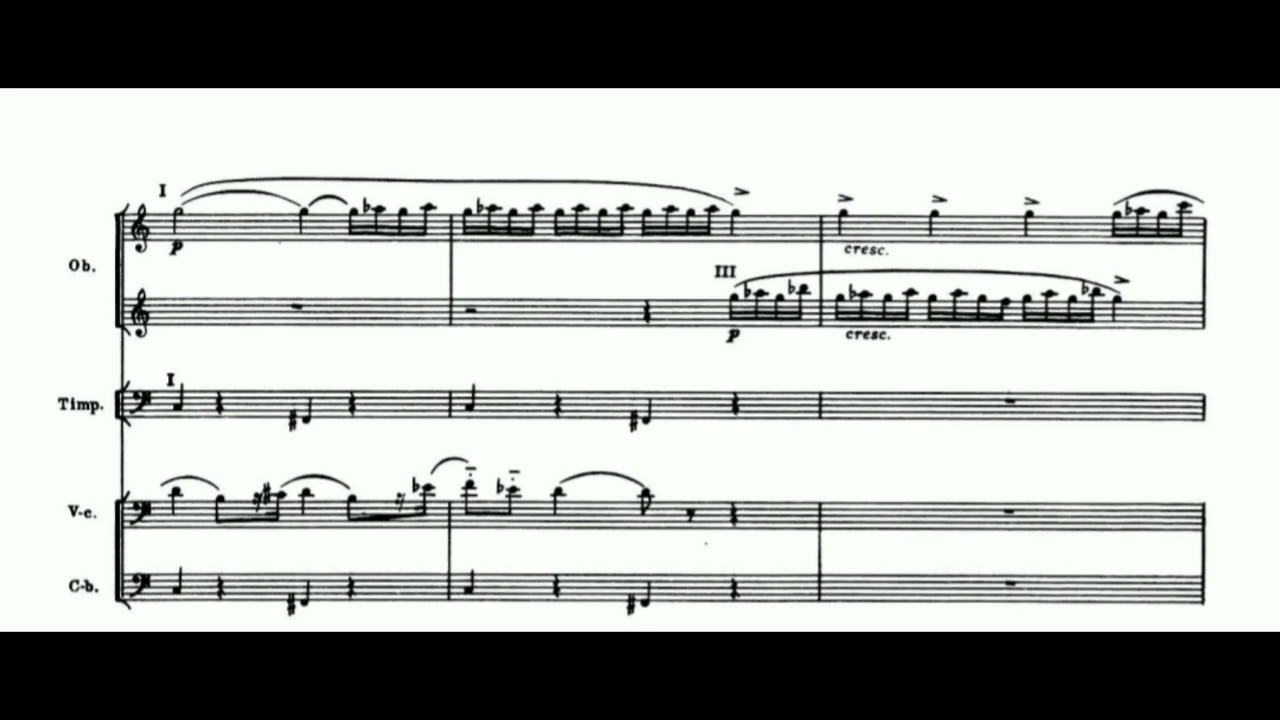 I
p
Ob.
cresc.
III
p
cresc.
I
Timp.
V-c.
C-b.